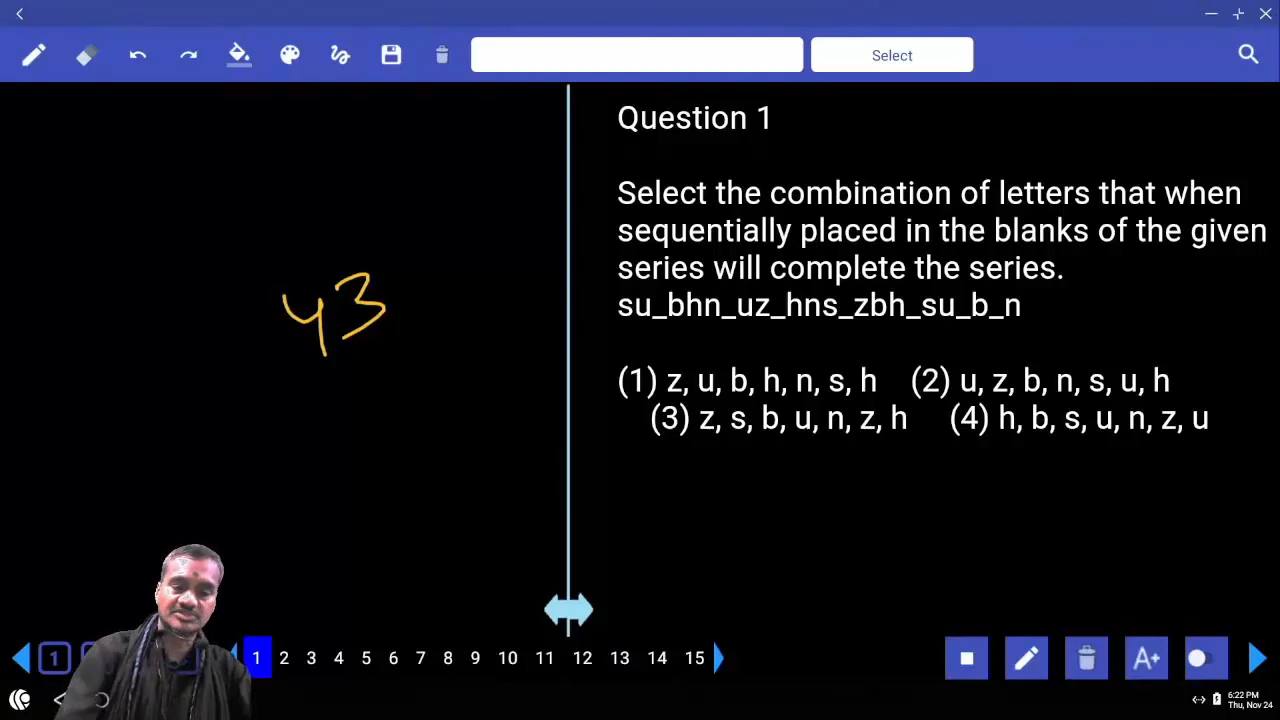 Select
Question 1
Select the combination of letters that when
sequentially placed in the blanks of the given
series will complete the series.
su_bhn_uz_hns_zbh_su_b_n
(1) z, u, b, h, n, s, h (2) u, z, b, n, s, u, h
(3) z, s, b, u, n, z, h (4) h, b, s, u, n, z, u
43
1 1 2 3 4 5 6 7 8 9 10 11 12 13 14 15
A+
6:22 PM
Thu, Nov 24